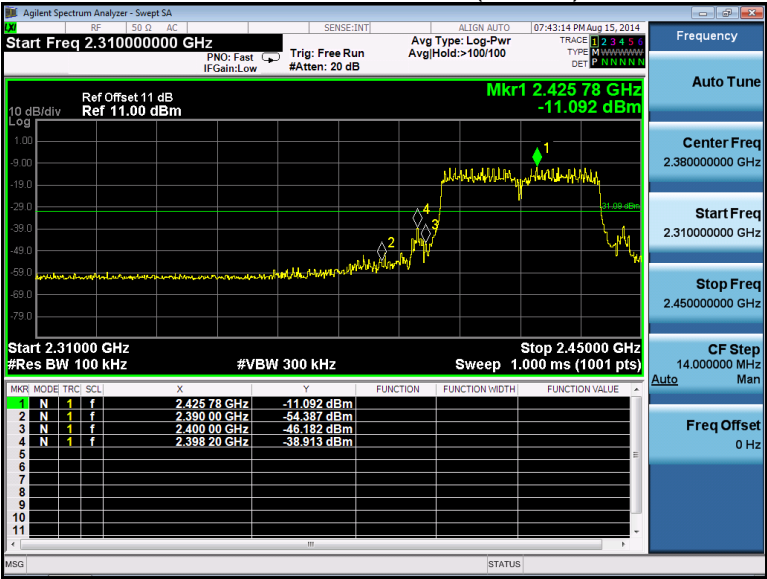 Agilent Spectrum Analyzer - Swept SA
LXI RF 50 Ω AC SENSE:INT ALIGN AUTO 07:43:14 PM Aug 15, 2014
Start Freq 2.310000000 GHz
PNO: Fast
IFGain:Low
Trig: Free Run
#Atten: 20 dB
Avg Type: Log-Pwr
Avg|Hold:>100/100
TRACE 1 2 3 4 5 6
TYPE M W W W W W
DET P N N N N N
Mkr1 2.425 78 GHz
-11.092 dBm
Ref Offset 11 dB
10 dB/div Ref 11.00 dBm
Log
1.00
-9.00
-19.0
-29.0
-39.0
-49.0
-59.0
-69.0
-79.0
1
2
3
4
-31.09 dBm
Start 2.31000 GHz Stop 2.45000 GHz
#Res BW 100 kHz #VBW 300 kHz Sweep 1.000 ms (1001 pts)
MKR MODE TRC SCL X Y FUNCTION FUNCTION WIDTH FUNCTION VALUE
1 N 1 f 2.425 78 GHz -11.092 dBm
2 N 1 f 2.390 00 GHz -54.387 dBm
3 N 1 f 2.400 00 GHz -46.182 dBm
4 N 1 f 2.398 20 GHz -38.913 dBm
5
6
7
8
9
10
11
MSG STATUS
Frequency
Auto Tune
Center Freq
2.380000000 GHz
Start Freq
2.310000000 GHz
Stop Freq
2.450000000 GHz
CF Step
14.000000 MHz
Auto Man
Freq Offset
0 Hz